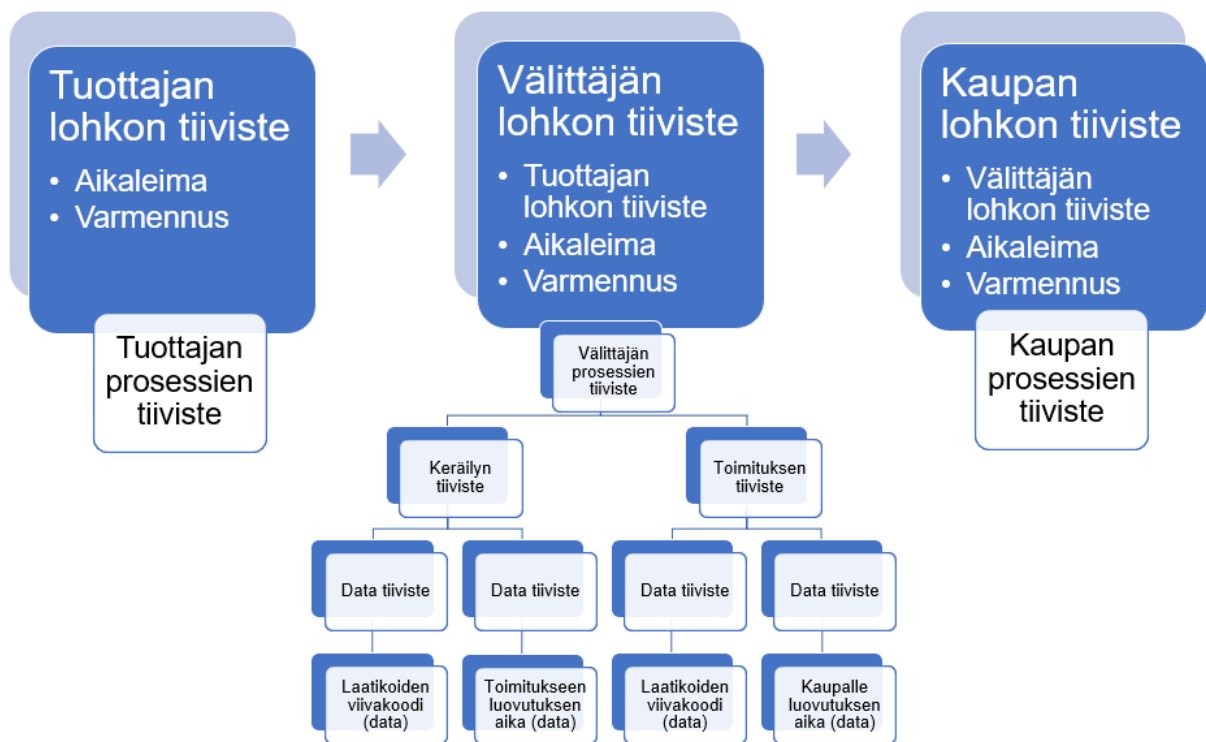 Tuottajan
lohkon tiiviste
• Aikaleima
• Varmennus
Tuottajan
prosessien
tiiviste
Välittäjän
lohkon tiiviste
• Tuottajan
lohkon tiiviste
• Aikaleima
• Varmennus
Kaupan
lohkon tiiviste
• Välittäjän
lohkon tiiviste
• Aikaleima
• Varmennus
Kaupan
prosessien
tiiviste
Välittäjän
prosessien
tiiviste
Keräilyn
tiiviste
Toimituksen
tiiviste
Data tiiviste
Data tiiviste
Data tiiviste
Data tiiviste
Laatikoiden
viivakoodi
(data)
Toimitukseen
luovutuksen
aika (data)
Laatikoiden
viivakoodi
(data)
Kaupalle
luovutuksen
aika (data)